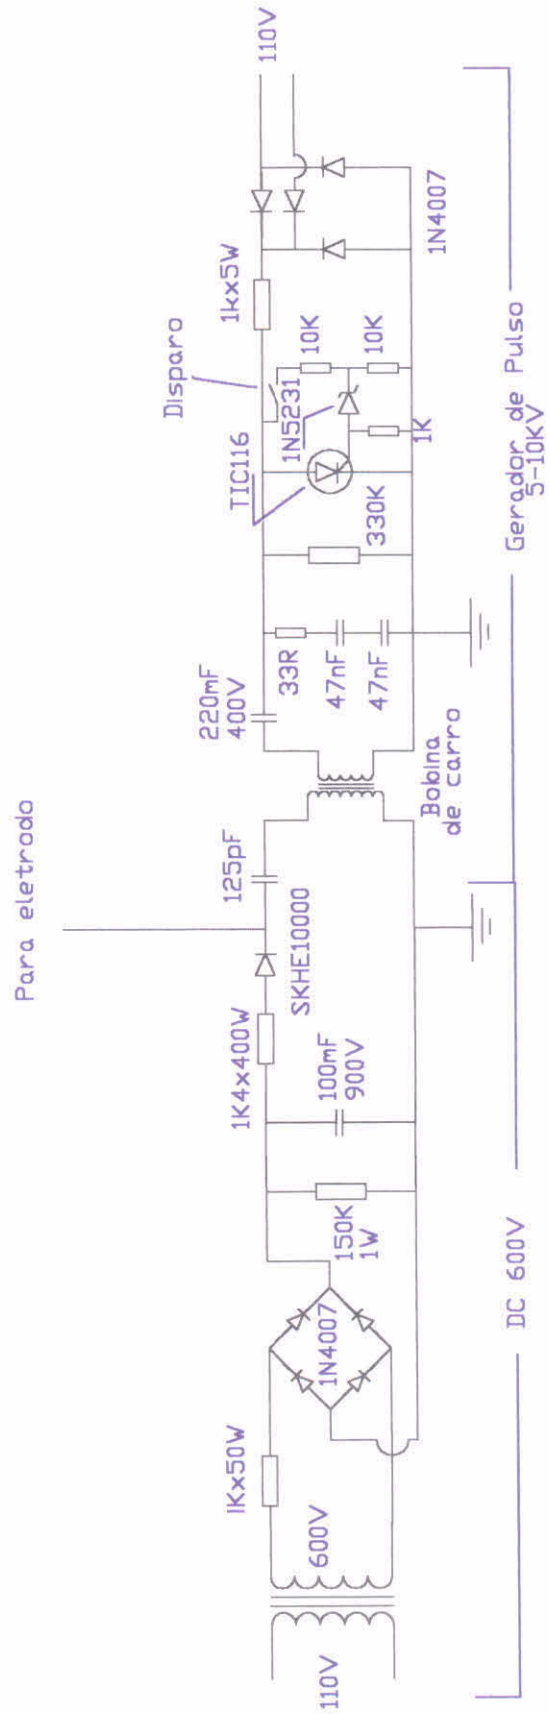 110V
600V
1Kx50W
1N4007
150K
1W
100mF
900V
1K4x400W
SKHE10000
Para eletrodo
125pF
Bobina
de carro
220mF
400V
33R
47nF
47nF
330K
TIC116
1N5231
Disparo
10K
10K
1K
1kx5W
1N4007
110V
DC 600V
Gerador de Pulso
5-10KV